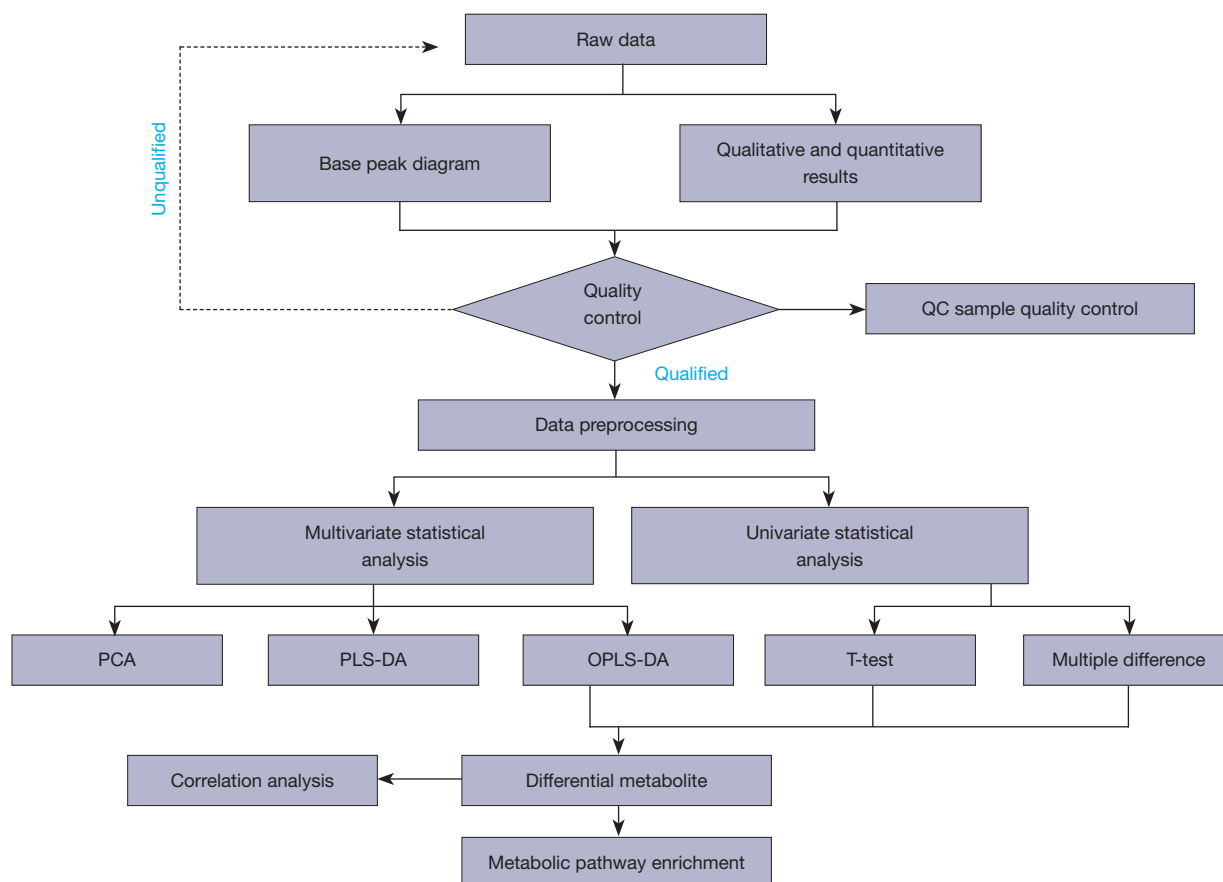 Raw data
Unqualified
Base peak diagram
Qualitative and quantitative
results
Quality
control
QC sample quality control
Qualified
Data preprocessing
Multivariate statistical
analysis
Univariate statistical
analysis
PCA
PLS-DA
OPLS-DA
T-test
Multiple difference
Correlation analysis
Differential metabolite
Metabolic pathway enrichment